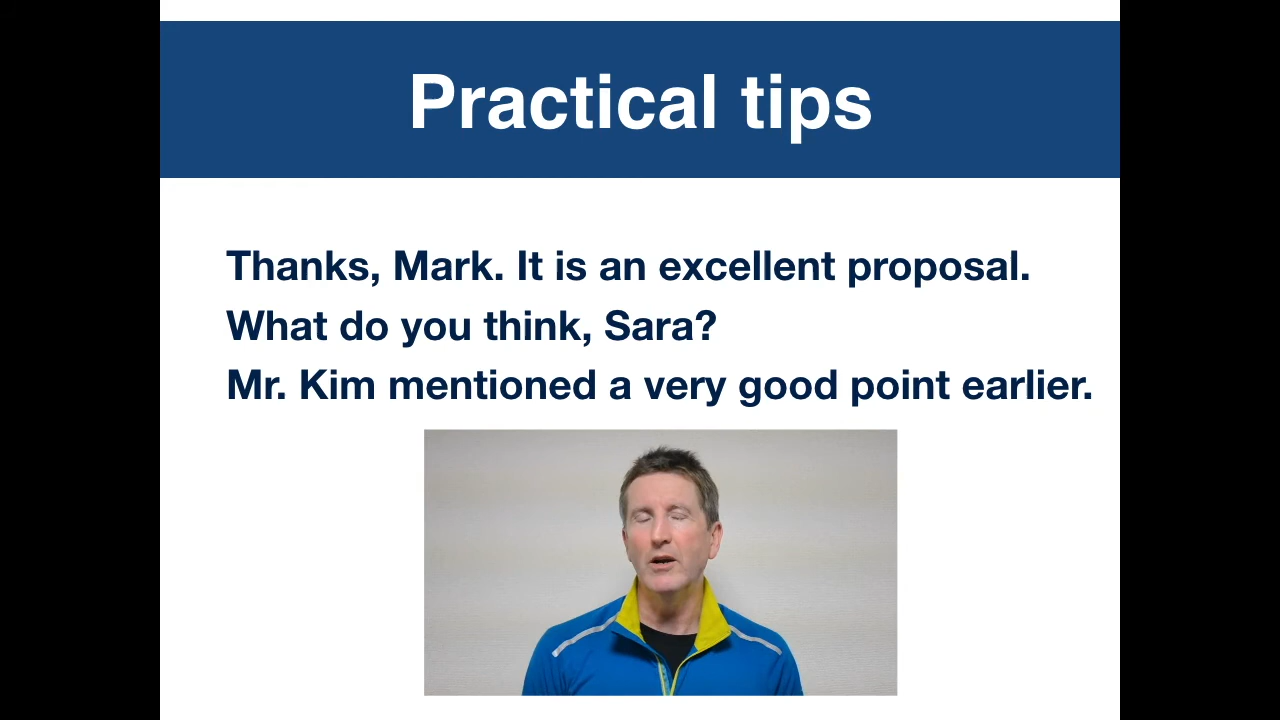 Practical tips
Thanks, Mark. It is an excellent proposal.
What do you think, Sara?
Mr. Kim mentioned a very good point earlier.